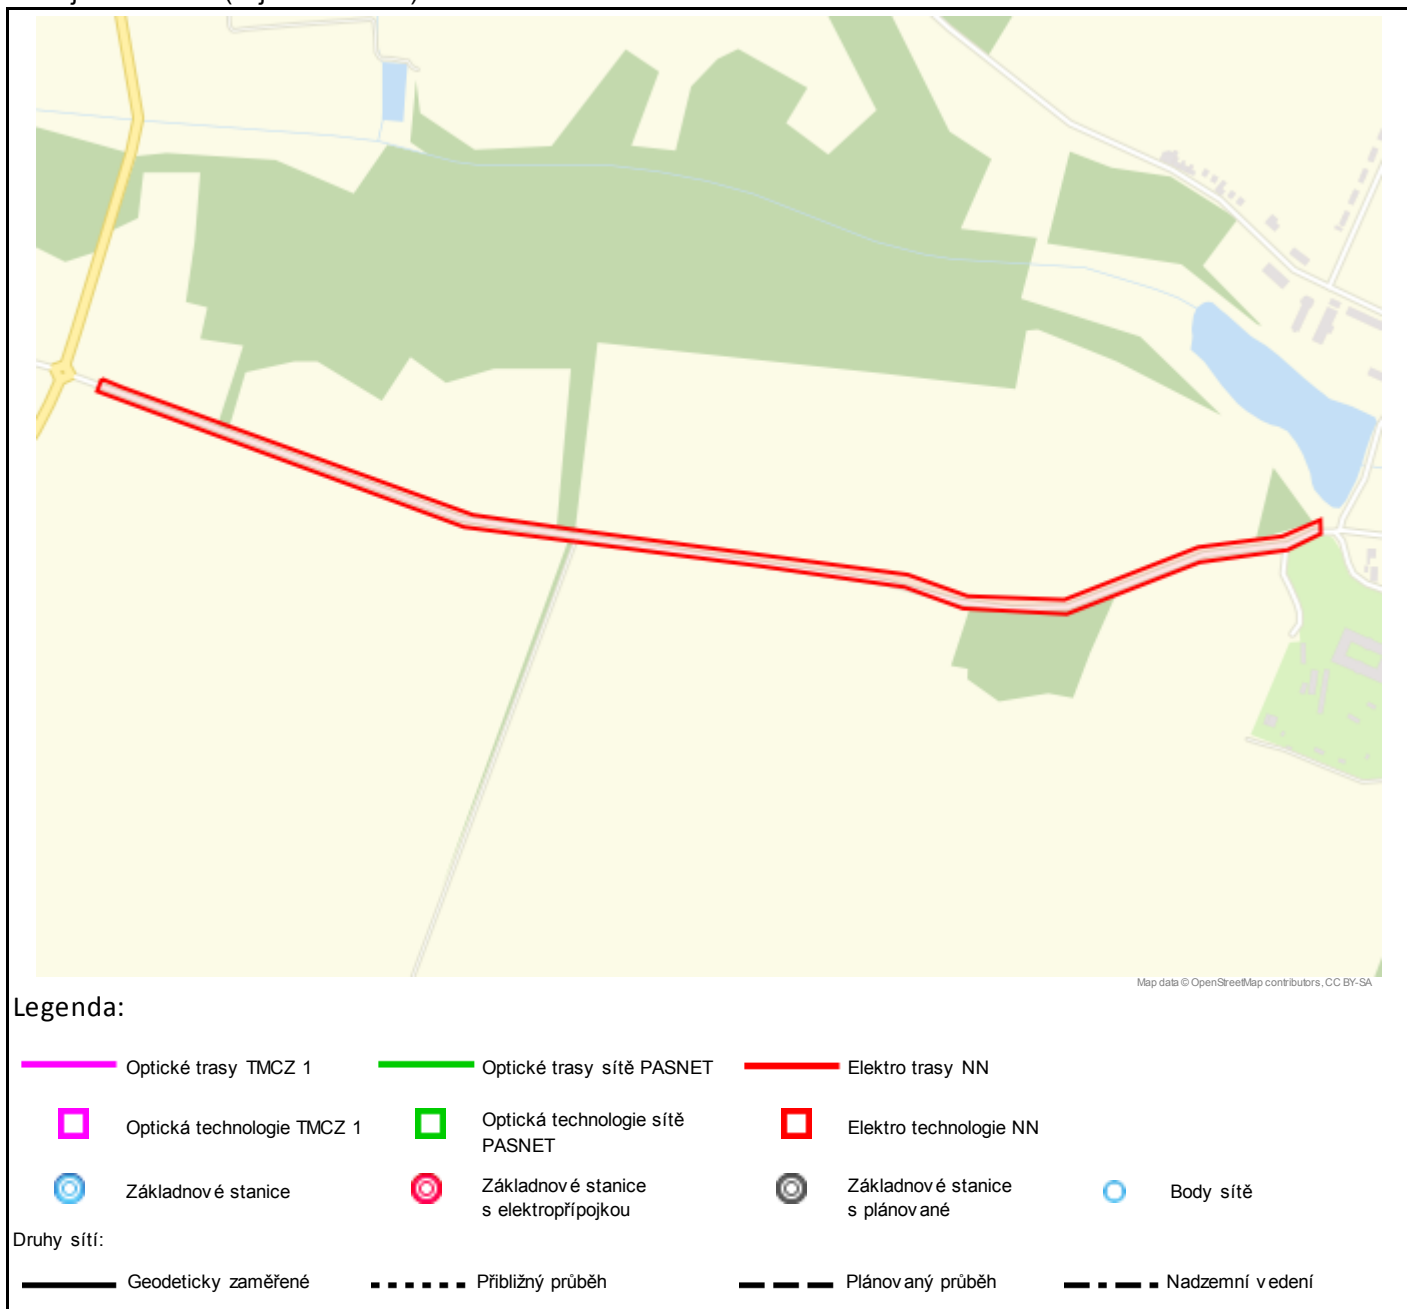 Map data © OpenStreetMap contributors, CC BY-SA
Legenda:
Optické trasy TMCZ 1
Optické trasy sítě PASNET
Elektro trasy NN
Optická technologie TMCZ 1
Optická technologie sítě
PASNET
Elektro technologie NN
Základnové stanice
Základnové stanice
s elektropřípojkou
Základnové stanice
s plánované
Body sítě
Druhy sítí:
Geodeticky zaměřené
Přibližný průběh
Plánovaný průběh
Nadzemní vedení